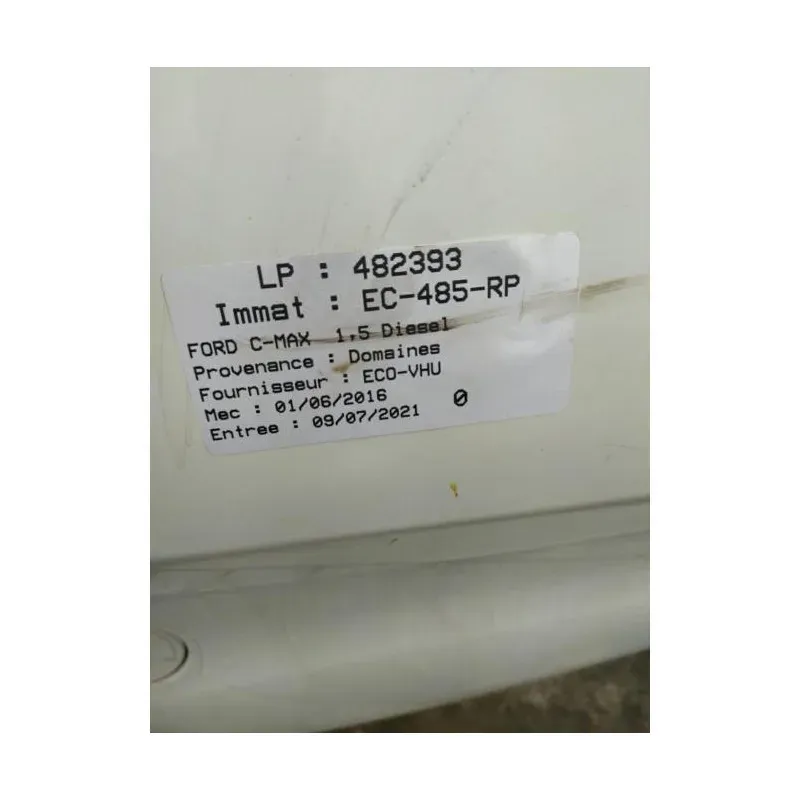 LP : 482393
Immat : EC-485-RP
FORD C-MAX 1,5 Diesel
Provenance : Domaines
Fournisseur : ECO-VHU
Mec : 01/06/2016
Entree : 09/07/2021 0